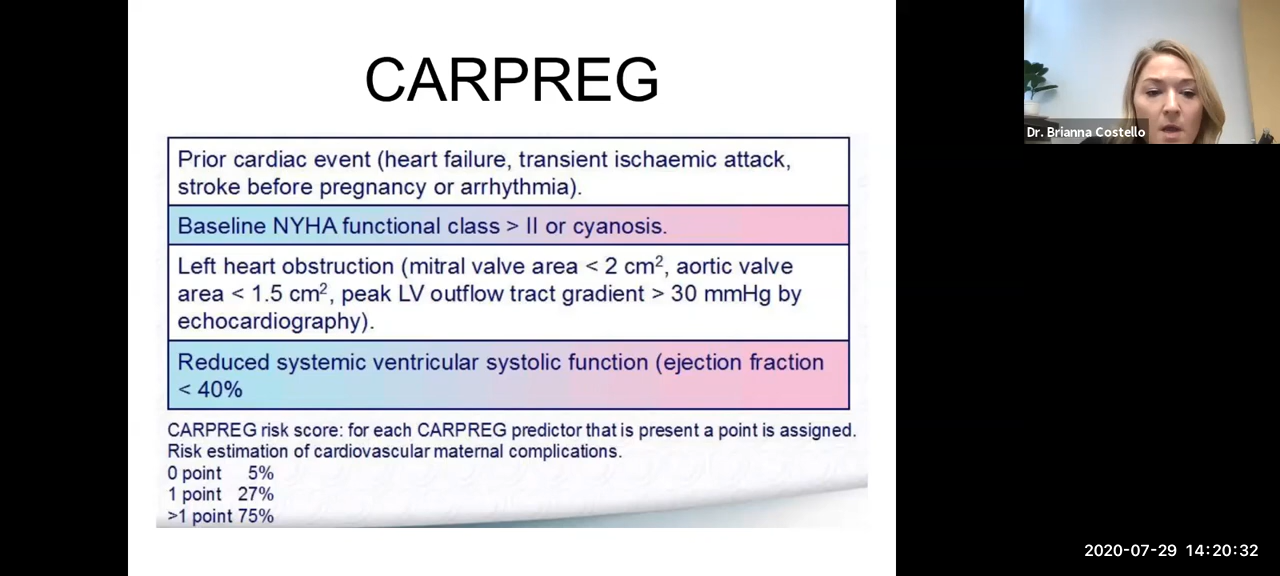 CARPREG
Prior cardiac event (heart failure, transient ischaemic attack,
stroke before pregnancy or arrhythmia).
Baseline NYHA functional class > II or cyanosis.
Left heart obstruction (mitral valve area < 2 cm², aortic valve
area < 1.5 cm², peak LV outflow tract gradient > 30 mmHg by
echocardiography).
Reduced systemic ventricular systolic function (ejection fraction
< 40%
CARPREG risk score: for each CARPREG predictor that is present a point is assigned.
Risk estimation of cardiovascular maternal complications.
0 point 5%
1 point 27%
>1 point 75%
Dr. Brianna Costello
2020-07-29 14:20:32